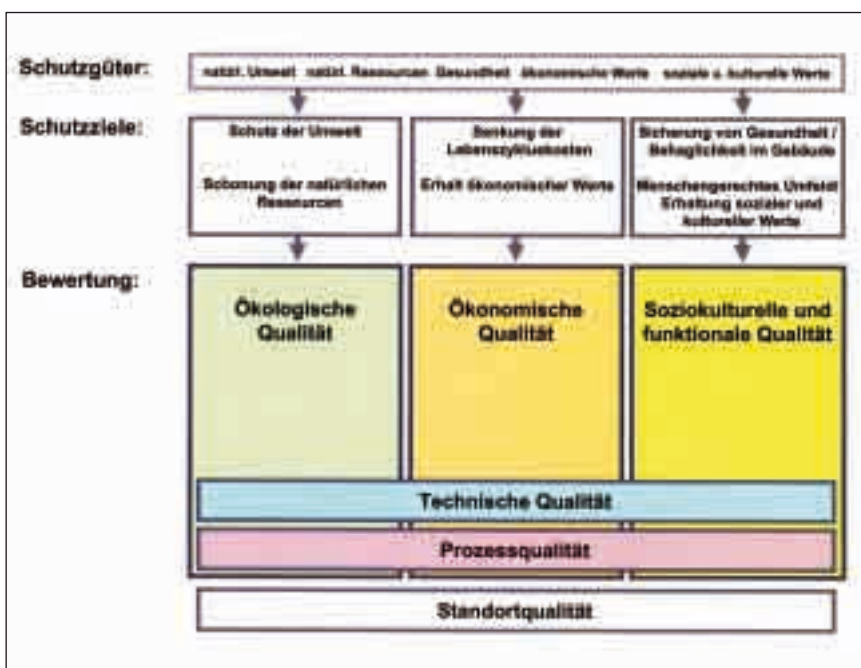 Schutzgüter:
natürl. Umwelt natürl. Ressourcen Gesundheit ökonomische Werte soziale u. kulturelle Werte
Schutzziele:
Schutz der Umwelt
Schonung der natürlichen
Ressourcen
Senkung der
Lebenszykluskosten
Erhalt ökonomischer Werte
Sicherung von Gesundheit /
Behaglichkeit im Gebäude
Menschengerechtes Umfeld
Erhaltung sozialer und
kultureller Werte
Bewertung:
Ökologische
Qualität
Ökonomische
Qualität
Soziokulturelle und
funktionale Qualität
Technische Qualität
Prozessqualität
Standortqualität